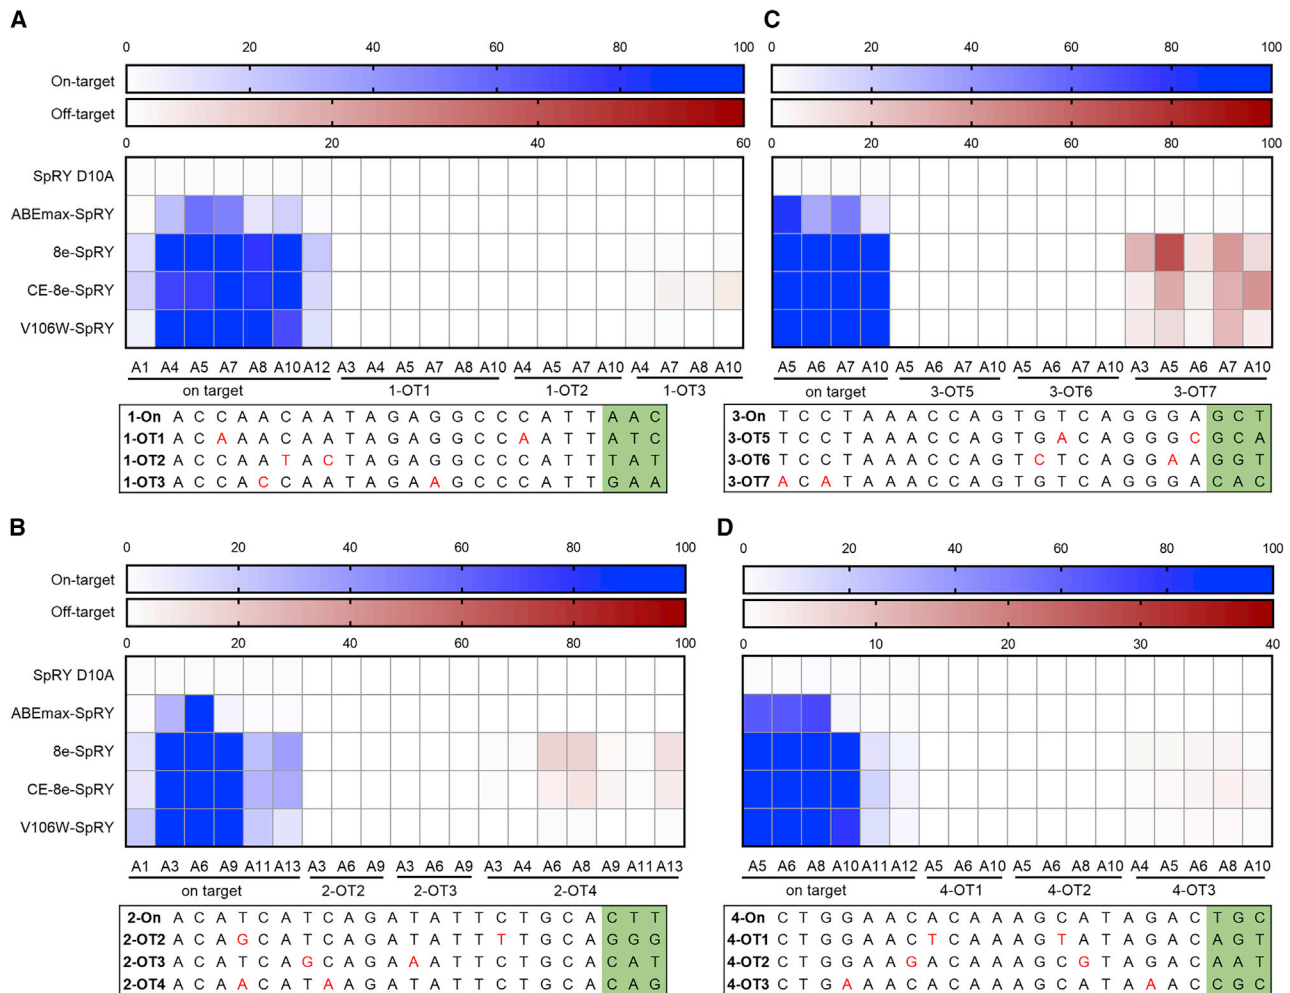 A
0 20 40 60 80 100
On-target
Off-target
0 20 40 60
SpRY D10A
ABEmax-SpRY
8e-SpRY
CE-8e-SpRY
V106W-SpRY
A1 A4 A5 A7 A8 A10 A12 A3 A4 A5 A7 A8 A10 A4 A5 A7 A10 A4 A7 A8 A10
on target 1-OT1 1-OT2 1-OT3
1-On A C C A A C A A T A G A G G C C C A T T A A C
1-OT1 A C A A A C A A T A G A G G C C A A T T A T C
1-OT2 A C C A A T A C T A G A G G C C C A T T T A T
1-OT3 A C C A C C A A T A G A A G C C C A T T G A A
C
0 20 40 60 80 100
0 20 40 60 80 100
A5 A6 A7 A10 A5 A6 A7 A10 A5 A6 A7 A10 A3 A5 A6 A7 A10
on target 3-OT5 3-OT6 3-OT7
3-On T C C T A A A C C A G T G T C A G G G A G C T
3-OT5 T C C T A A A C C A G T G A C A G G G C G C A
3-OT6 T C C T A A A C C A G T C T C A G G A A G G T
3-OT7 A C A T A A A C C A G T G T C A G G G A C A C
B
0 20 40 60 80 100
On-target
Off-target
0 20 40 60 80 100
SpRY D10A
ABEmax-SpRY
8e-SpRY
CE-8e-SpRY
V106W-SpRY
A1 A3 A6 A9 A11 A13 A3 A6 A9 A3 A6 A9 A3 A4 A6 A8 A9 A11 A13
on target 2-OT2 2-OT3 2-OT4
2-On A C A T C A T C A G A T A T T C T G C A C T T
2-OT2 A C A G C A T C A G A T A T T T T G C A G G G
2-OT3 A C A T C A G C A G A A A T T C T G C A C A T
2-OT4 A C A A C A T A A G A T A T T C T G C A C A G
D
0 20 40 60 80 100
0 10 20 30 40
A5 A6 A8 A10 A11 A12 A5 A6 A10 A5 A6 A8 A10 A4 A5 A6 A8 A10
on target 4-OT1 4-OT2 4-OT3
4-On C T G G A A C A C A A A G C A T A G A C T G C
4-OT1 C T G G A A C T C A A A G T A T A G A C A G T
4-OT2 C T G G A A G A C A A A G C G T A G A C A A T
4-OT3 C T G A A A C A C A A A G C A T A A A C C G C